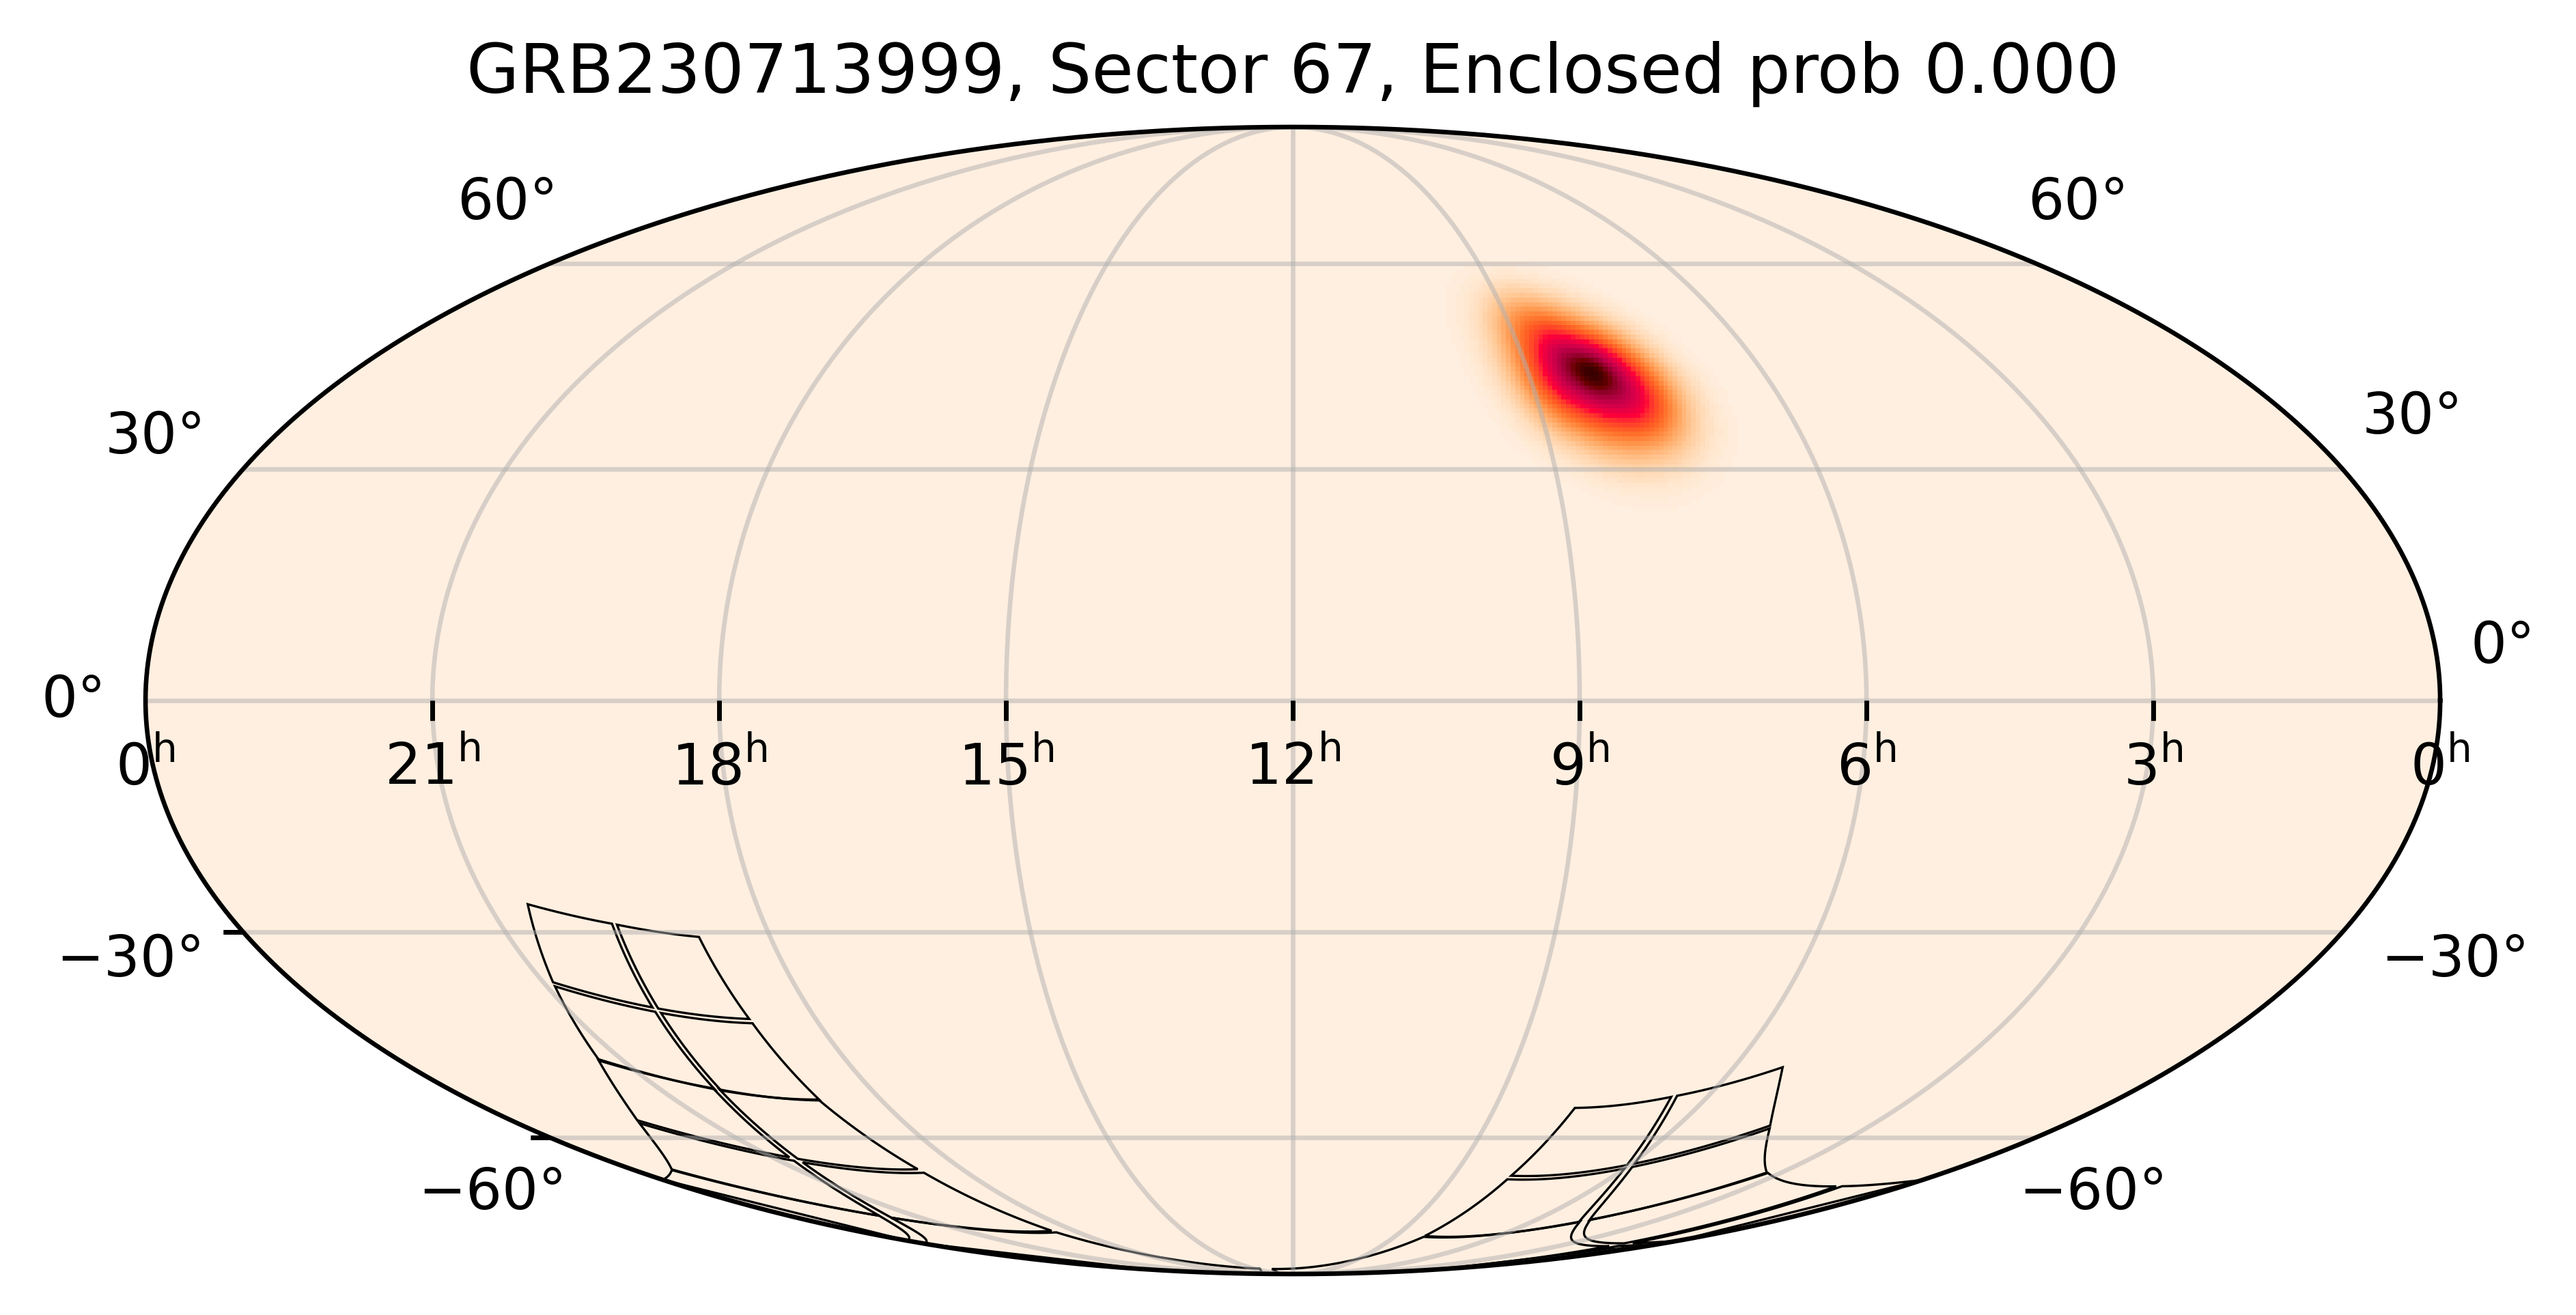 GRB230713999, Sector 67, Enclosed prob 0.000
60° 60°
30° 30°
0° 0°
0ʰ 21ʰ 18ʰ 15ʰ 12ʰ 9ʰ 6ʰ 3ʰ 0ʰ
−30° −30°
−60° −60°